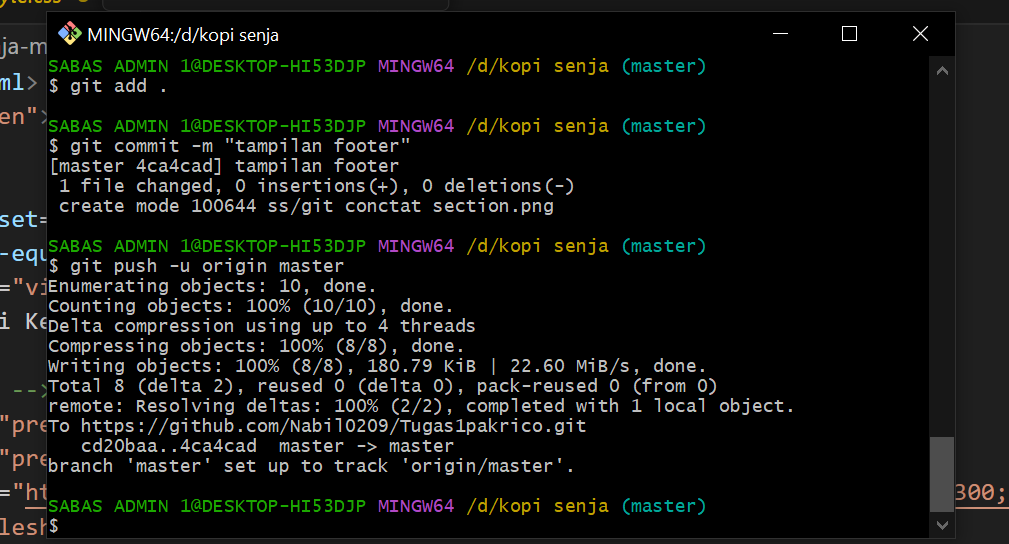 MINGW64:/d/kopi senja
SABAS ADMIN 1@DESKTOP-HI53DJP MINGW64 /d/kopi senja (master)
$ git add .
SABAS ADMIN 1@DESKTOP-HI53DJP MINGW64 /d/kopi senja (master)
$ git commit -m "tampilan footer"
[master 4ca4cad] tampilan footer
1 file changed, 0 insertions(+), 0 deletions(-)
create mode 100644 ss/git conctat section.png
SABAS ADMIN 1@DESKTOP-HI53DJP MINGW64 /d/kopi senja (master)
$ git push -u origin master
Enumerating objects: 10, done.
Counting objects: 100% (10/10), done.
Delta compression using up to 4 threads
Compressing objects: 100% (8/8), done.
Writing objects: 100% (8/8), 180.79 KiB | 22.60 MiB/s, done.
Total 8 (delta 2), reused 0 (delta 0), pack-reused 0 (from 0)
remote: Resolving deltas: 100% (2/2), completed with 1 local object.
To https://github.com/Nabil0209/Tugas1pakrico.git
cd20baa..4ca4cad  master -> master
branch 'master' set up to track 'origin/master'.
SABAS ADMIN 1@DESKTOP-HI53DJP MINGW64 /d/kopi senja (master)
$
ja-m
ml>
en">
set=
-equ
="vi
i Ke
-->
"pre
"pre
="ht
300;
lesh